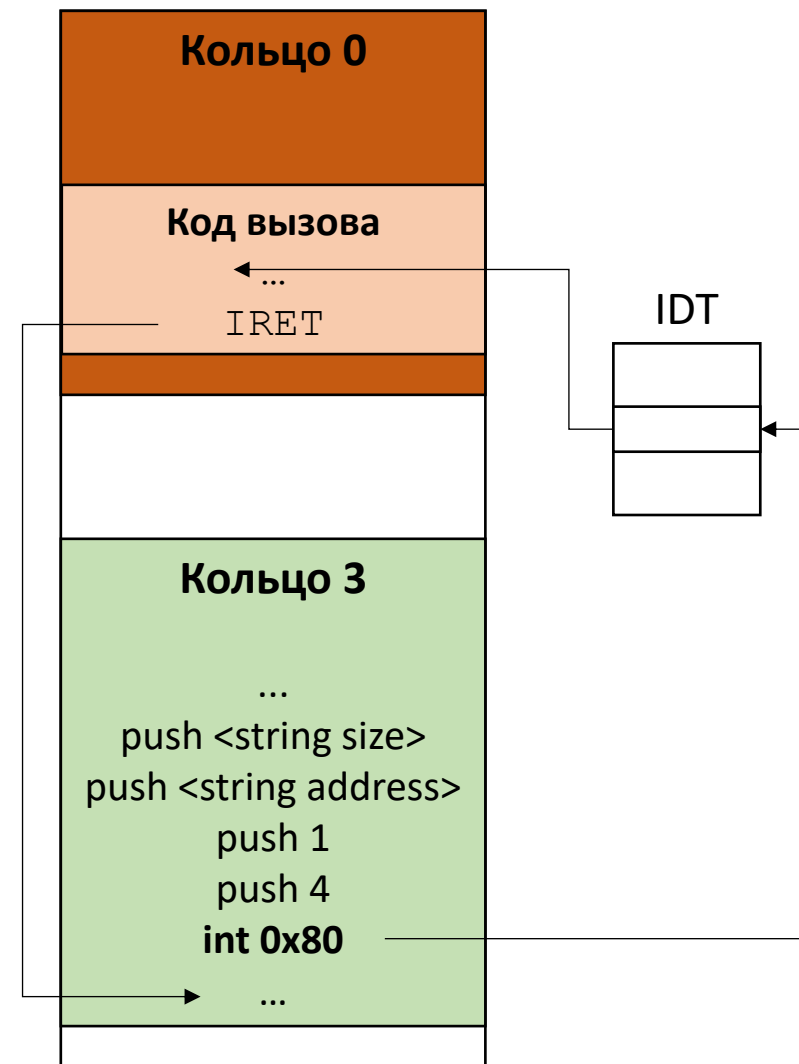 Кольцо 0
Код вызова
...
IRET
IDT
Кольцо 3
...
push <string size>
push <string address>
push 1
push 4
int 0x80
...